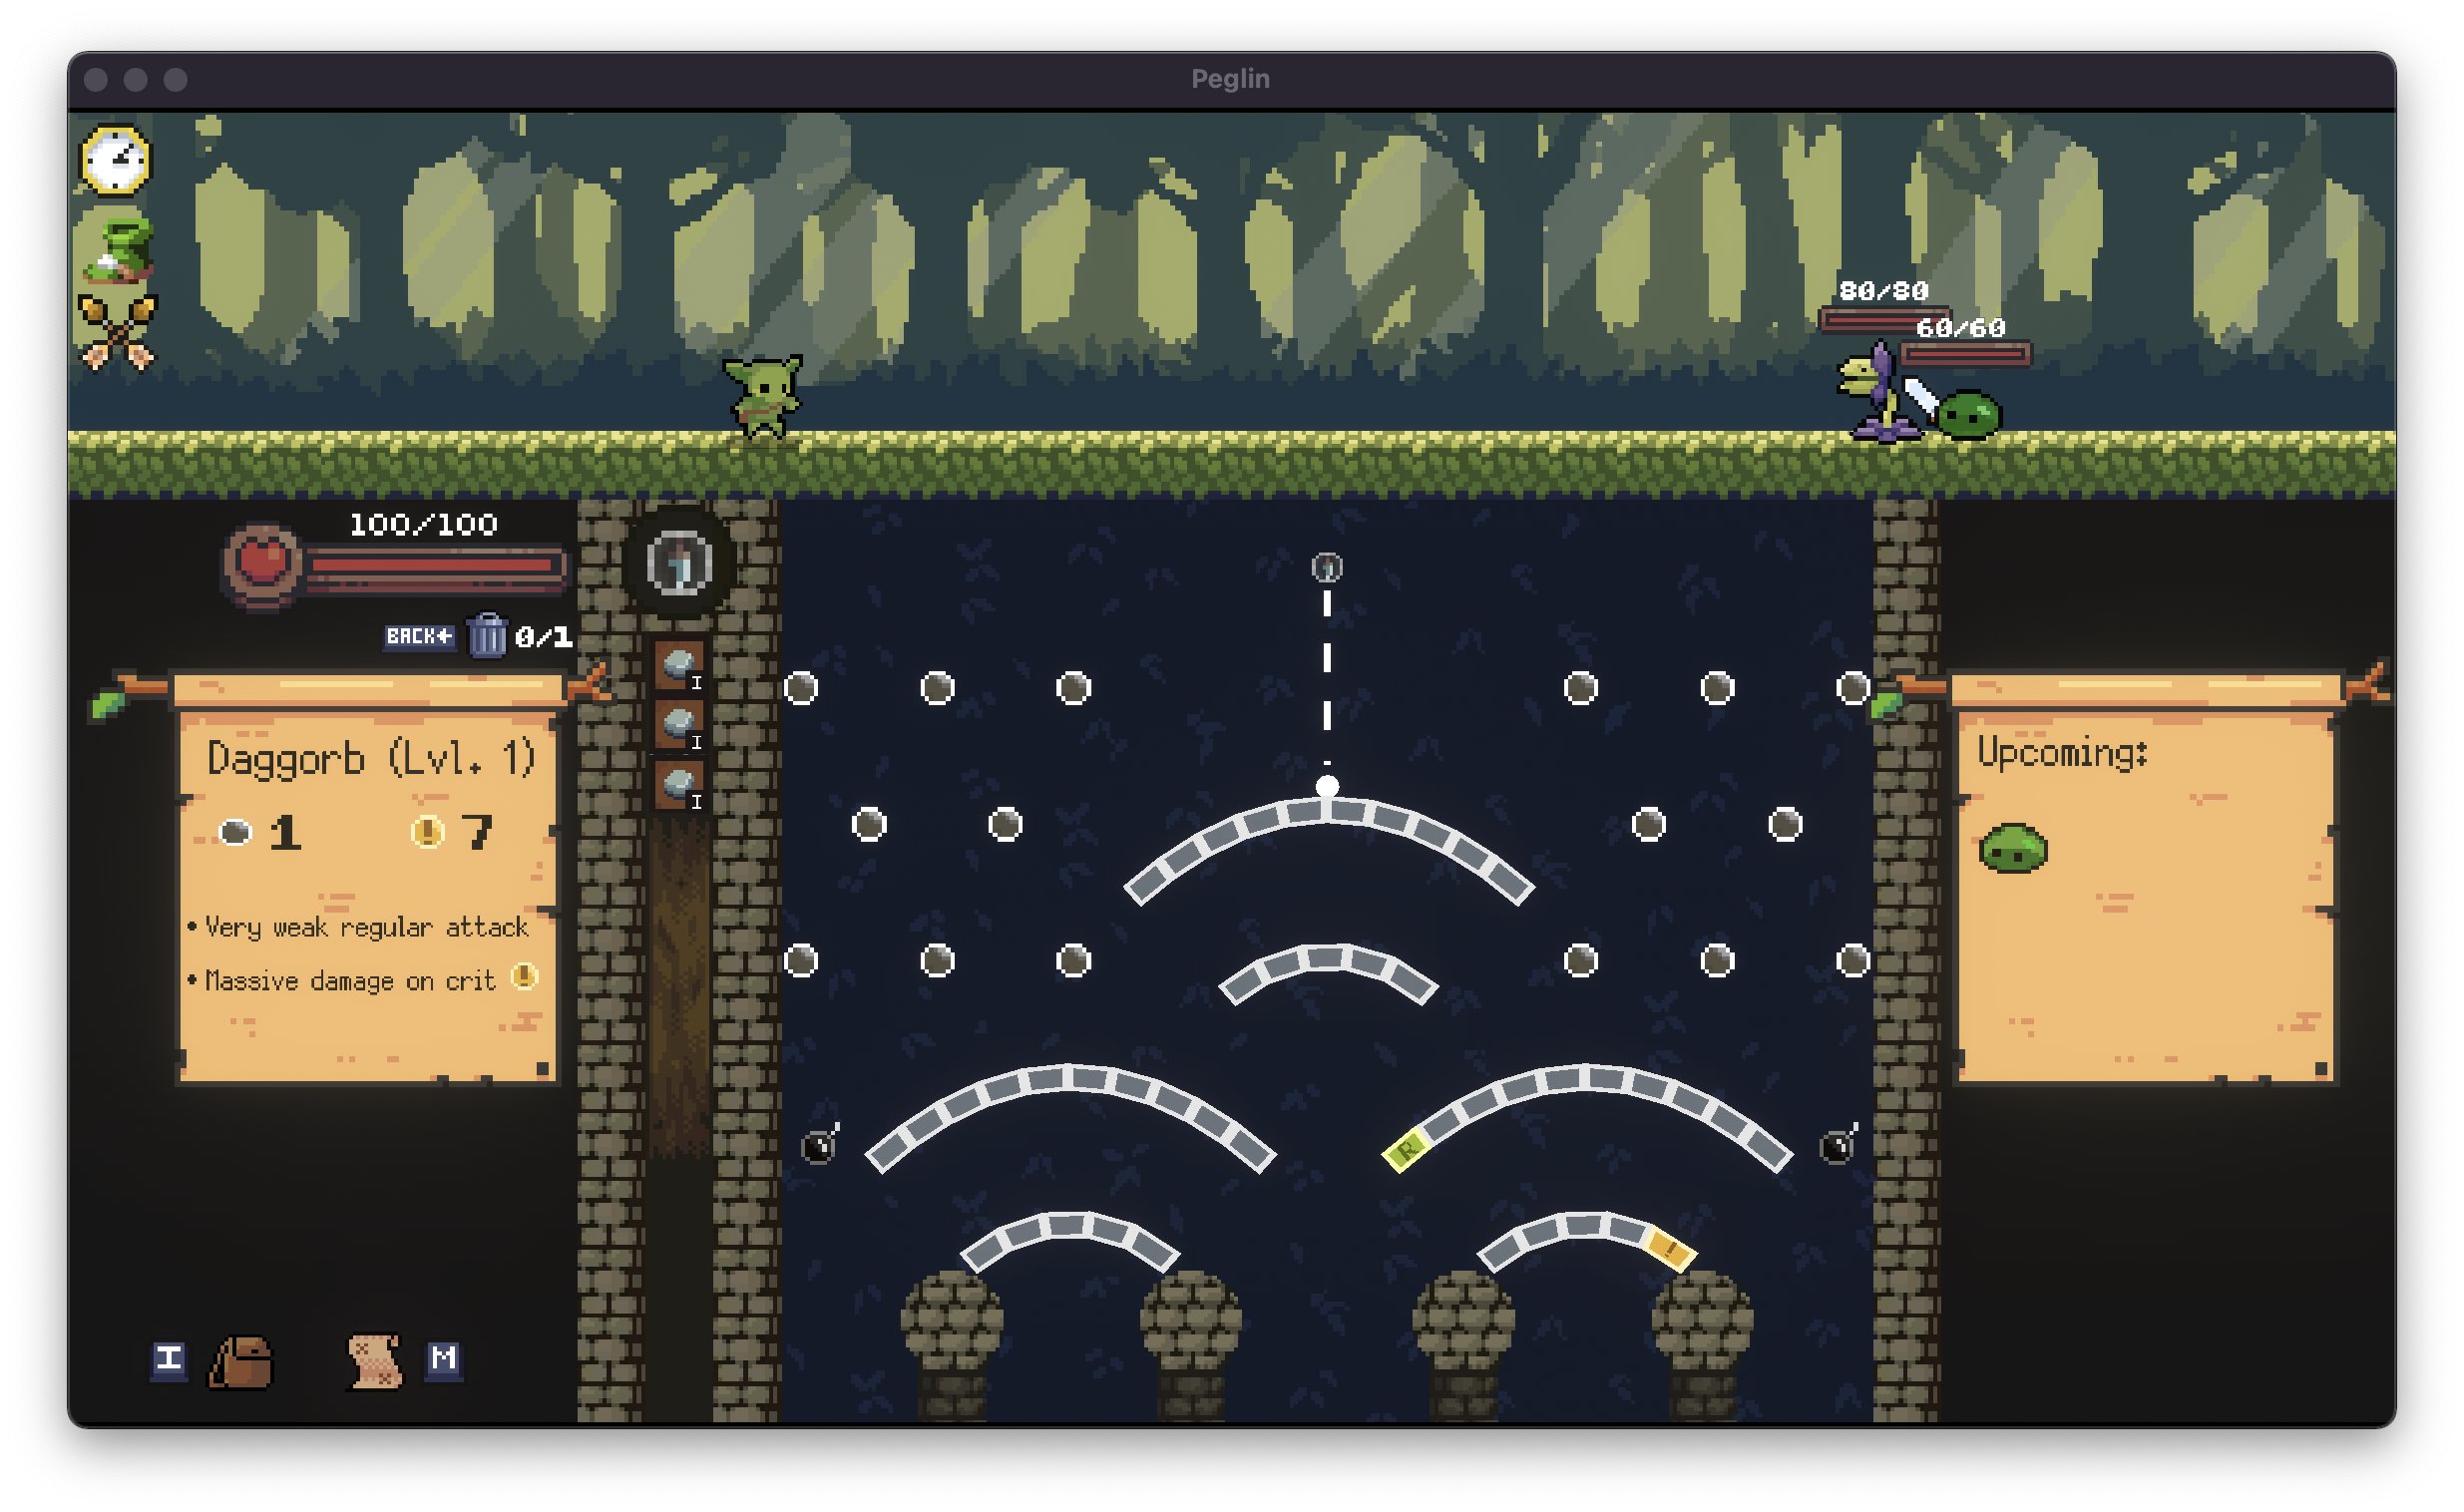 Peglin
80/80
60/60
100/100
BACK←
0/1
I
I
I
Daggorb (Lvl. 1)
1 7
• Very weak regular attack
• Massive damage on crit
Upcoming:
R
!
I
M